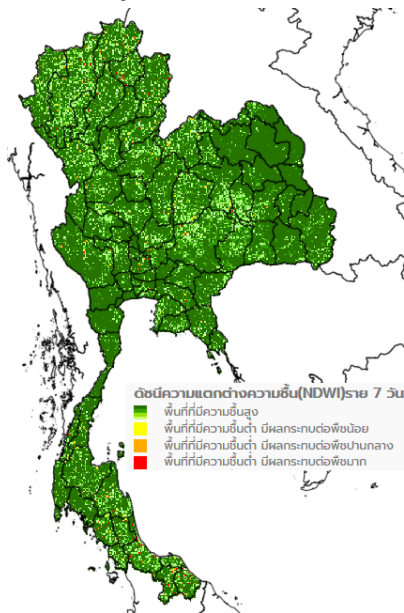 ดัชนีความแตกต่างความชื้น(NDWI)ราย 7 วัน
พื้นที่ที่มีความชื้นสูง
พื้นที่ที่มีความชื้นต่ำ มีผลกระทบต่อพืชน้อย
พื้นที่ที่มีความชื้นต่ำ มีผลกระทบต่อพืชปานกลาง
พื้นที่ที่มีความชื้นต่ำ มีผลกระทบต่อพืชมาก